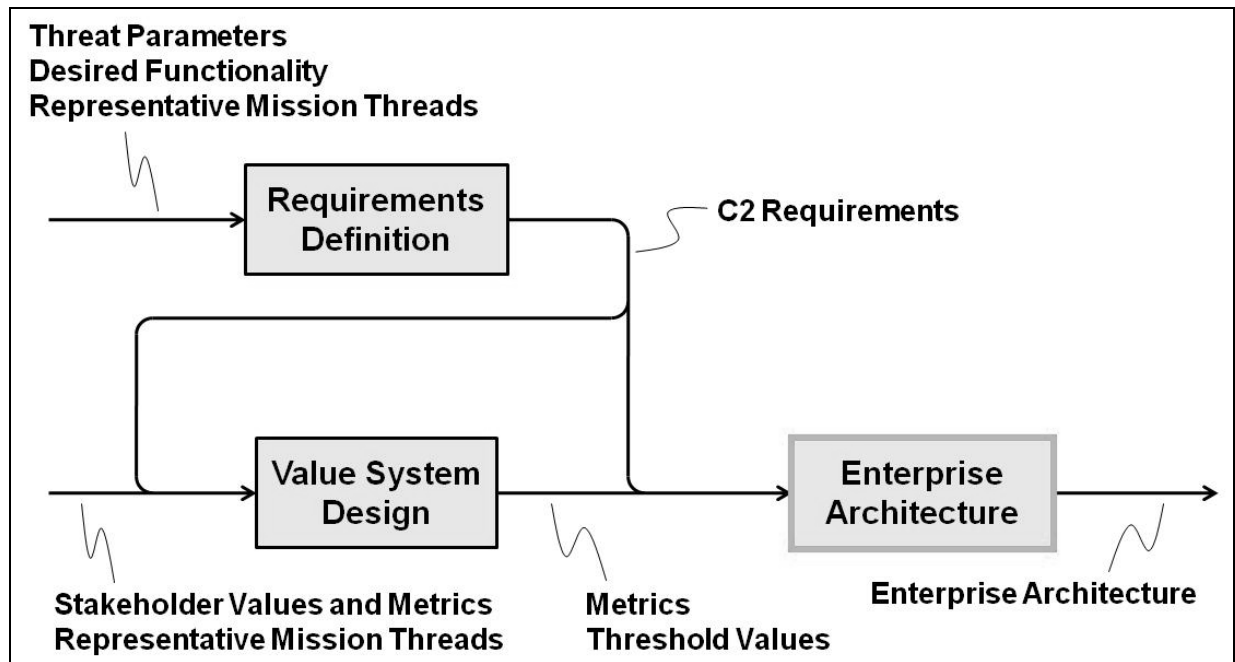 Threat Parameters
Desired Functionality
Representative Mission Threads
Requirements
Definition
C2 Requirements
Value System
Design
Enterprise
Architecture
Stakeholder Values and Metrics
Representative Mission Threads
Metrics
Threshold Values
Enterprise Architecture